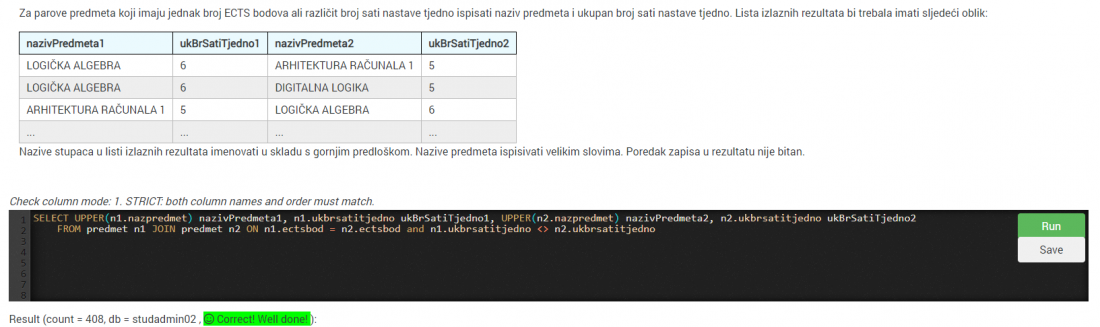 Za parove predmeta koji imaju jednak broj ECTS bodova ali različit broj sati nastave tjedno ispisati naziv predmeta i ukupan broj sati nastave tjedno. Lista izlaznih rezultata bi trebala imati sljedeći oblik:
nazivPredmeta1 ukBrSatiTjedno1 nazivPredmeta2 ukBrSatiTjedno2
LOGIČKA ALGEBRA 6 ARHITEKTURA RAČUNALA 1 5
LOGIČKA ALGEBRA 6 DIGITALNA LOGIKA 5
ARHITEKTURA RAČUNALA 1 5 LOGIČKA ALGEBRA 6
... ... ... ...
Nazive stupaca u listi izlaznih rezultata imenovati u skladu s gornjim predloškom. Nazive predmeta ispisivati velikim slovima. Poredak zapisa u rezultatu nije bitan.
Check column mode: 1. STRICT: both column names and order must match.
1 SELECT UPPER(n1.nazpredmet) nazivPredmeta1, n1.ukbrsatitjedno ukBrSatiTjedno1, UPPER(n2.nazpredmet) nazivPredmeta2, n2.ukbrsatitjedno ukBrSatiTjedno2
2 FROM predmet n1 JOIN predmet n2 ON n1.ectsbod = n2.ectsbod and n1.ukbrsatitjedno <> n2.ukbrsatitjedno
3
4
5
6
7
8
Run
Save
Result (count = 408, db = studadmin02 , Correct! Well done! ):